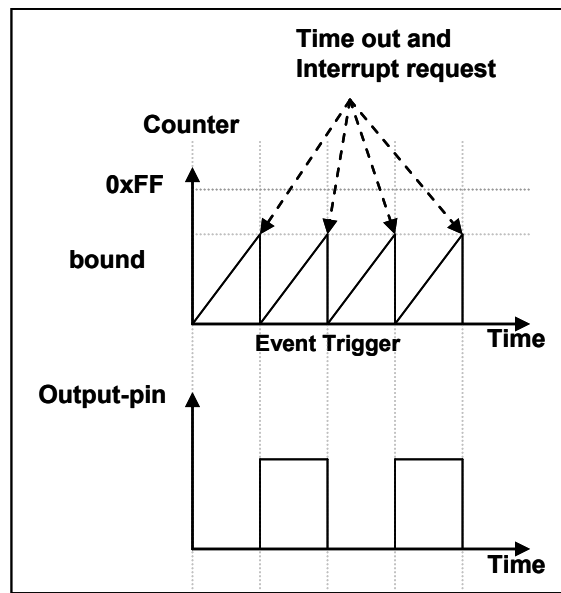 Time out and
Interrupt request
Counter
0xFF
bound
Time
Event Trigger
Output-pin
Time